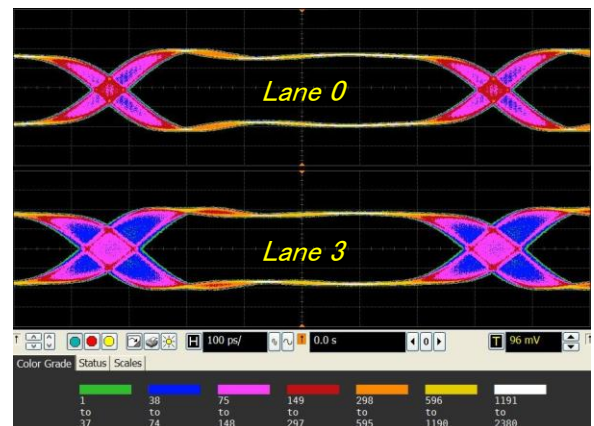 Lane 0
Lane 3
H 100 ps/ 0.0 s 0 T 96 mV
Color Grade Status Scales
1 38 75 149 298 596 1191
to to to to to to to
37 74 148 297 595 1190 2380